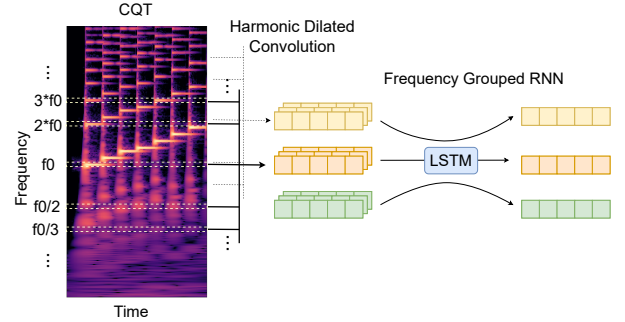 CQT
Harmonic Dilated
Convolution
Frequency Grouped RNN
Frequency
⋮
3*f0
2*f0
f0
f0/2
f0/3
⋮
⋮
⋮
LSTM
Time